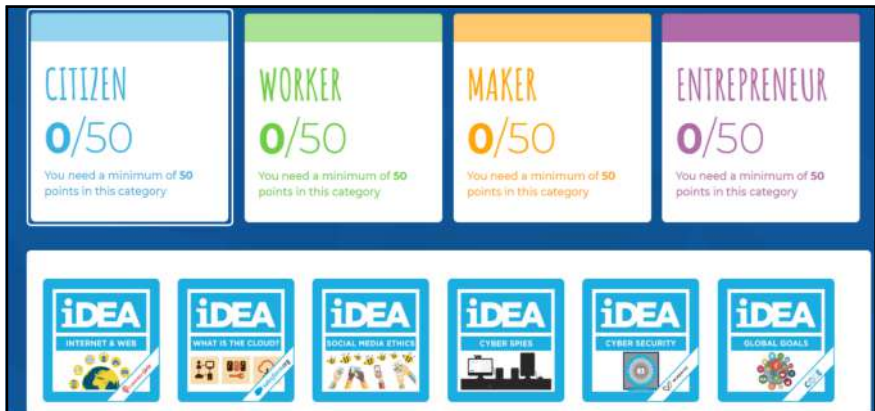 CITIZEN
0/50
You need a minimum of 50
points in this category
WORKER
0/50
You need a minimum of 50
points in this category
MAKER
0/50
You need a minimum of 50
points in this category
ENTREPRENEUR
0/50
You need a minimum of 50
points in this category
iDEA
INTERNET & WEB
iDEA
WHAT IS THE CLOUD?
iDEA
SOCIAL MEDIA ETHICS
iDEA
CYBER SPIES
iDEA
CYBER SECURITY
iDEA
GLOBAL GOALS